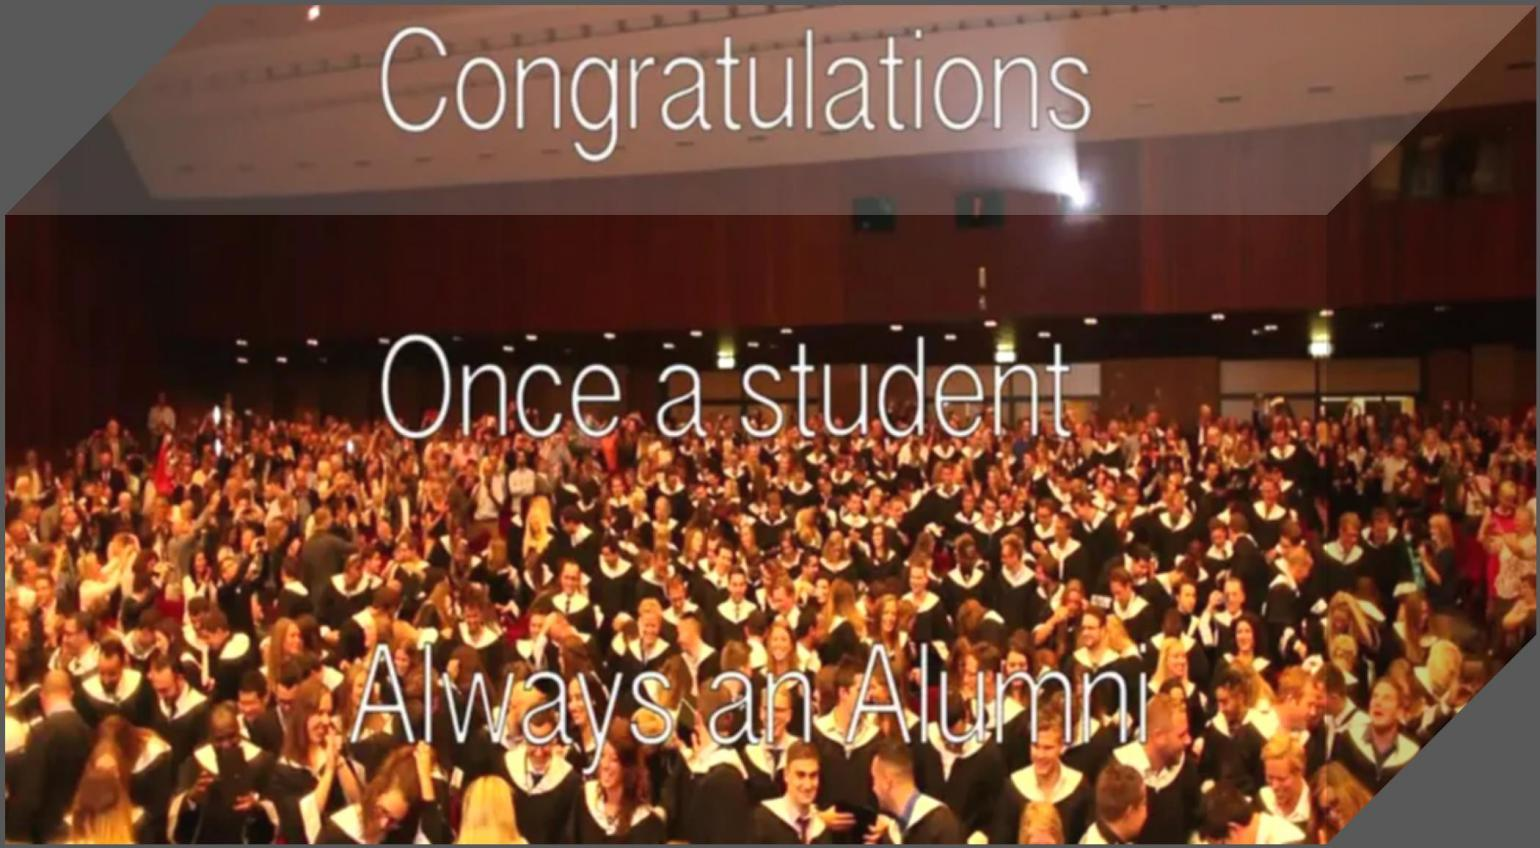 Congratulations
Once a student
Always an Alumni